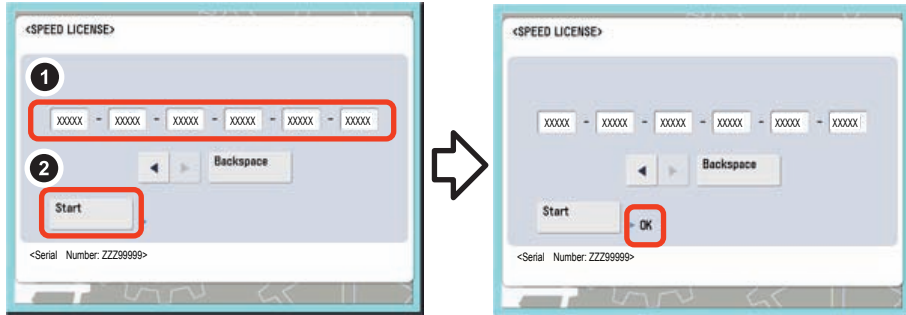 <SPEED LICENSE>
1
XXXXX - XXXXX - XXXXX - XXXXX - XXXXX - XXXXX
2
Backspace
Start
<Serial Number: ZZZ99999>
<SPEED LICENSE>
XXXXX - XXXXX - XXXXX - XXXXX - XXXXX - XXXXX
Backspace
Start
OK
<Serial Number: ZZZ99999>